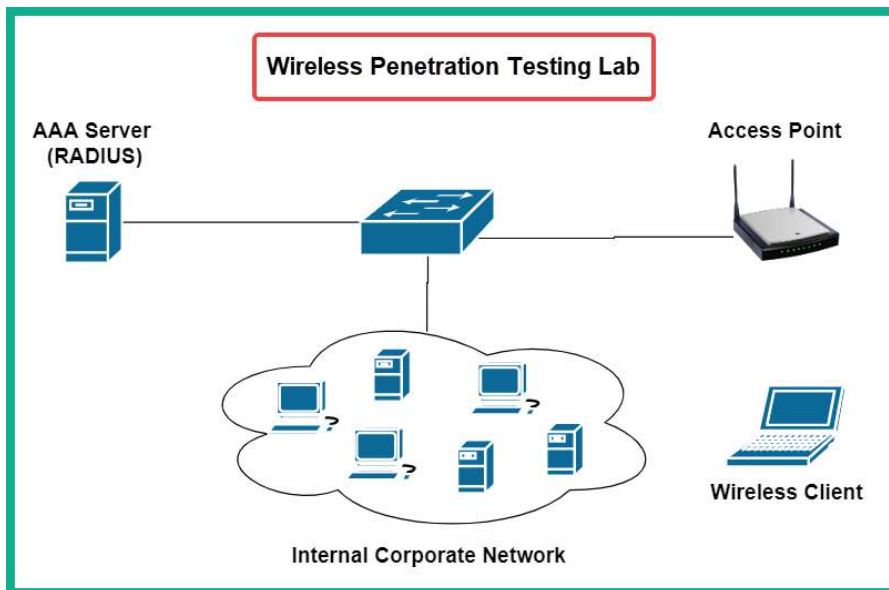 Wireless Penetration Testing Lab
AAA Server
(RADIUS)
Access Point
?
?
?
Wireless Client
Internal Corporate Network